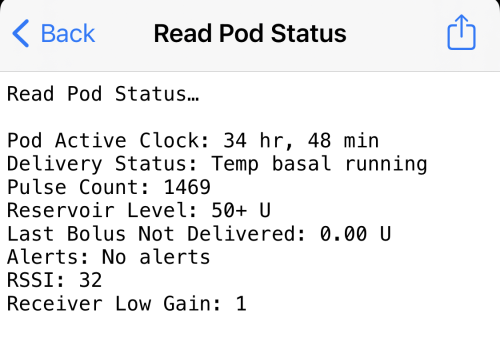 Back
Read Pod Status
Read Pod Status…
Pod Active Clock: 34 hr, 48 min
Delivery Status: Temp basal running
Pulse Count: 1469
Reservoir Level: 50+ U
Last Bolus Not Delivered: 0.00 U
Alerts: No alerts
RSSI: 32
Receiver Low Gain: 1